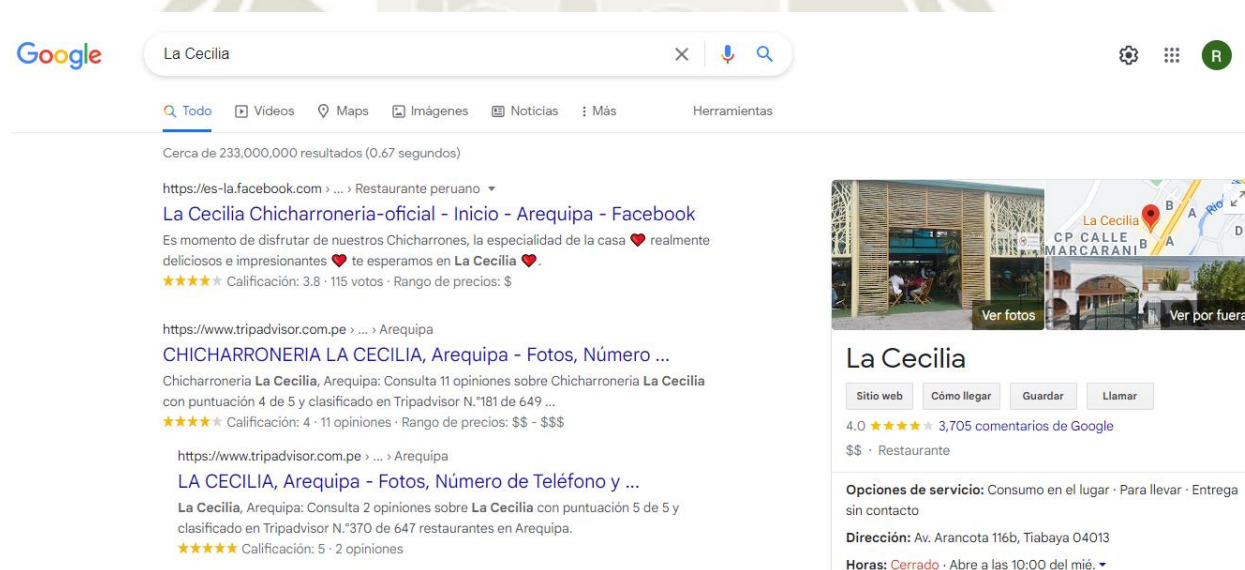 Google
La Cecilia
R
Todo
Vídeos
Maps
Imágenes
Noticias
Más
Herramientas
Cerca de 233,000,000 resultados (0.67 segundos)
https://es-la.facebook.com › ... › Restaurante peruano
La Cecilia Chicharroneria-oficial - Inicio - Arequipa - Facebook
Es momento de disfrutar de nuestros Chicharrones, la especialidad de la casa ❤ realmente
deliciosos e impresionantes ❤ te esperamos en La Cecília ❤.
★★★★★ Calificación: 3.8 · 115 votos · Rango de precios: $
https://www.tripadvisor.com.pe › ... › Arequipa
CHICHARRONERIA LA CECILIA, Arequipa - Fotos, Número ...
Chicharroneria La Cecilia, Arequipa: Consulta 11 opiniones sobre Chicharroneria La Cecilia
con puntuación 4 de 5 y clasificado en Tripadvisor N.°181 de 649 ...
★★★★★ Calificación: 4 · 11 opiniones · Rango de precios: $$ - $$$
https://www.tripadvisor.com.pe › ... › Arequipa
LA CECILIA, Arequipa - Fotos, Número de Teléfono y ...
La Cecilia, Arequipa: Consulta 2 opiniones sobre La Cecilia con puntuación 5 de 5 y
clasificado en Tripadvisor N.°370 de 647 restaurantes en Arequipa.
★★★★★ Calificación: 5 · 2 opiniones
Ver fotos
La Cecilia
CP CALLE
MARCARANI
B
A
B
A
Rio
D
Ver por fuera
La Cecilia
Sitio web
Cómo llegar
Guardar
Llamar
4.0 ★★★★★ 3,705 comentarios de Google
$$ · Restaurante
Opciones de servicio: Consumo en el lugar · Para llevar · Entrega
sin contacto
Dirección: Av. Arancota 116b, Tiabaya 04013
Horas: Cerrado · Abre a las 10:00 del mié.